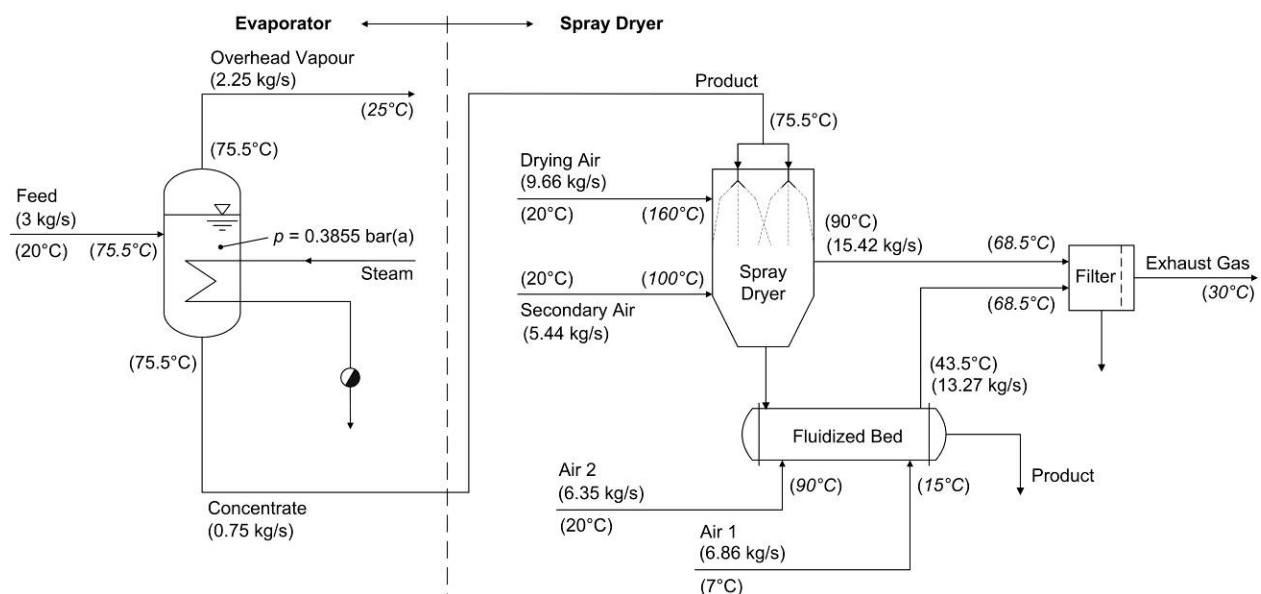 Evaporator
Spray Dryer
Overhead Vapour
(2.25 kg/s)
(25°C)
(75.5°C)
Feed
(3 kg/s)
(20°C)
(75.5°C)
p = 0.3855 bar(a)
Steam
(75.5°C)
Concentrate
(0.75 kg/s)
Product
(75.5°C)
Drying Air
(9.66 kg/s)
(20°C)
(160°C)
(20°C)
(100°C)
Secondary Air
(5.44 kg/s)
Spray
Dryer
(90°C)
(15.42 kg/s)
(68.5°C)
(68.5°C)
Filter
Exhaust Gas
(30°C)
(43.5°C)
(13.27 kg/s)
Fluidized Bed
Product
Air 2
(6.35 kg/s)
(20°C)
(90°C)
(15°C)
Air 1
(6.86 kg/s)
(7°C)